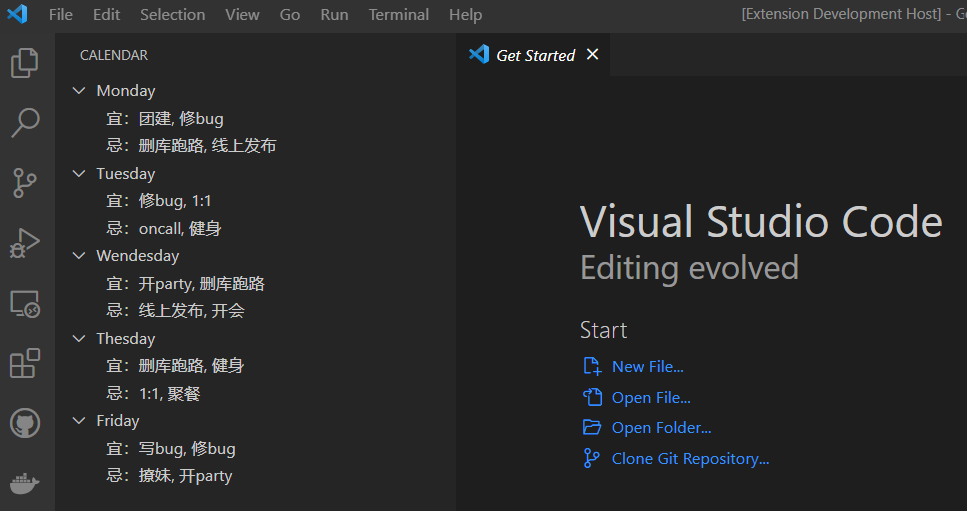 File Edit Selection View Go Run Terminal Help [Extension Development Host] - Ge
CALENDAR
Get Started
Monday
宜：团建, 修bug
忌：删库跑路, 线上发布
Tuesday
宜：修bug, 1:1
忌：oncall, 健身
Wendesday
宜：开party, 删库跑路
忌：线上发布, 开会
Thesday
宜：删库跑路, 健身
忌：1:1, 聚餐
Friday
宜：写bug, 修bug
忌：撩妹, 开party
Visual Studio Code
Editing evolved
Start
New File...
Open File...
Open Folder...
Clone Git Repository...